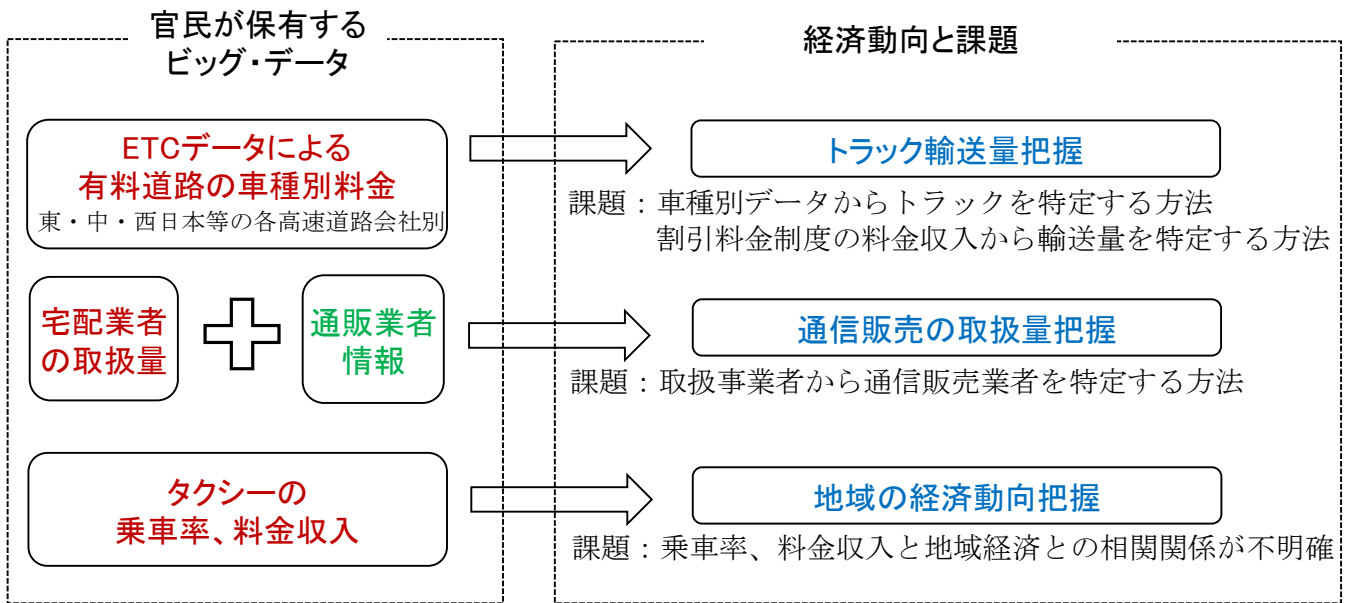 官民が保有する
ビッグ・データ
経済動向と課題
ETCデータによる
有料道路の車種別料金
東・中・西日本等の各高速道路会社別
トラック輸送量把握
課題：車種別データからトラックを特定する方法
割引料金制度の料金収入から輸送量を特定する方法
宅配業者
の取扱量
通販業者
情報
通信販売の取扱量把握
課題：取扱事業者から通信販売業者を特定する方法
タクシーの
乗車率、料金収入
地域の経済動向把握
課題：乗車率、料金収入と地域経済との相関関係が不明確